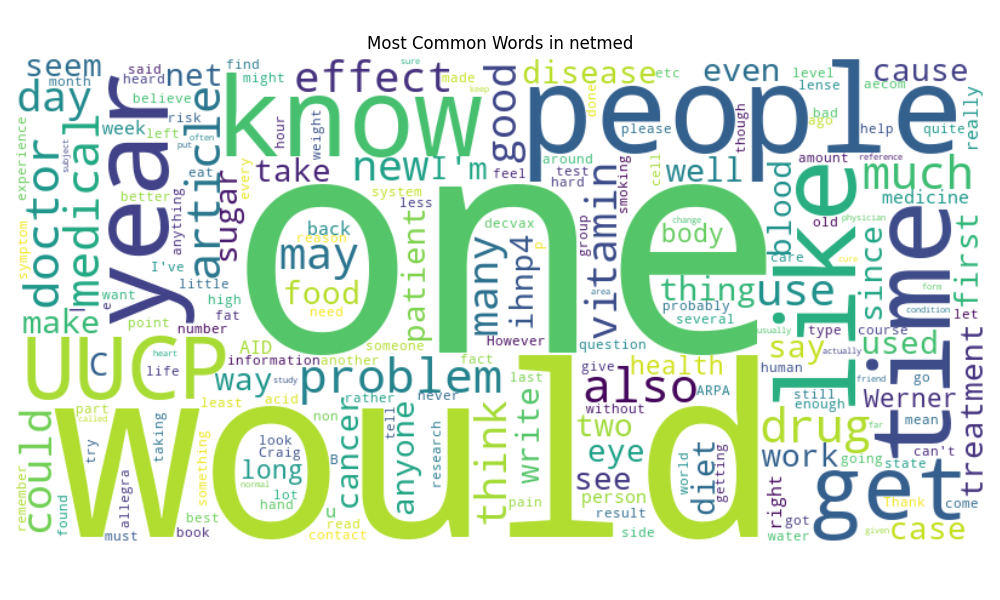 Most Common Words in netmed
seem
said
heard
net
find
might
effect
sure
made
keep
good
disease
etc
even
level
lense
cause
aecom
month
day
believe
risk
article
know
hour
weight
people
done
please
though
bad
ago
help
quite
really
experience
doctor
medical
week
left
put
often
year
subject
eat
sugar
every
take
new
I'm
feel
around
test
hard
smoking
cell
well
blood
amount
reference
much
medicine
better
anything
one
system
less
decvax
vitamin
group
change
body
care
old
physician
cure
like
time
since
first
symptom
I've
little
back
reason
may
patient
many
ihnp4
p
area
thing
use
form
condition
want
e
high
fat
food
need
probably
several
type
course
let
make
point
number
However
question
usually
actually
used
UUCP
C
heart
life
AID
information
another
someone
fact
give
health
human
say
friend
go
way
study
problem
last
also
ARPA
still
enough
Werner
treatment
could
part
called
least
acid
rather
never
non
without
two
drug
far
mean
would
try
taking
something
look
Craig
B
cancer
tell
anyone
research
think
write
eye
see
world
diet
getting
work
going
state
can't
get
remember
found
allegra
long
normal
lot
hand
u
read
contact
pain
person
result
side
right
got
water
Thank
come
given
case
must
best
book